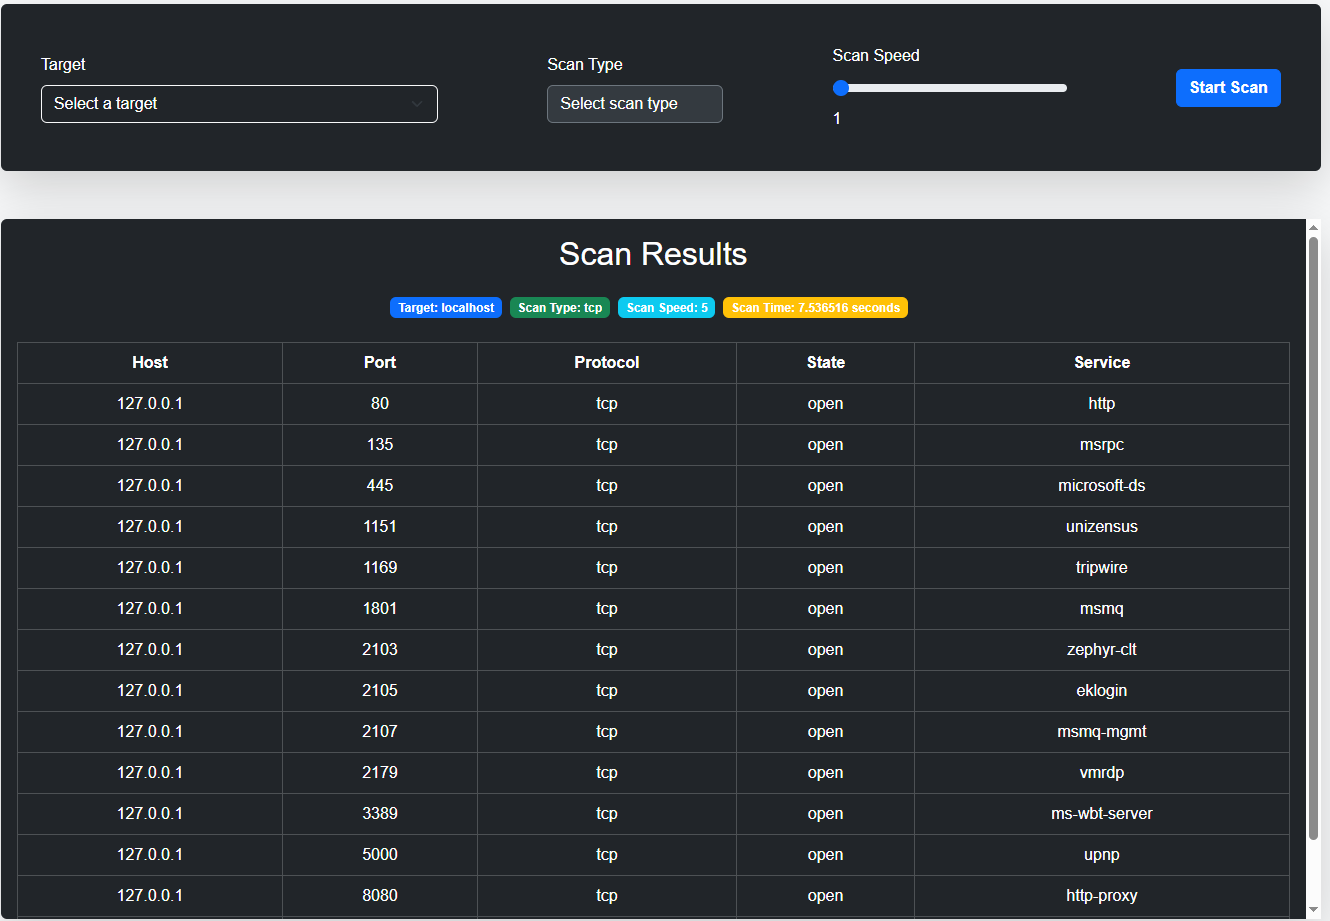 Target
Select a target
Scan Type
Select scan type
Scan Speed
1
Start Scan
Scan Results
Target: localhost Scan Type: tcp Scan Speed: 5 Scan Time: 7.536516 seconds
Host Port Protocol State Service
127.0.0.1 80 tcp open http
127.0.0.1 135 tcp open msrpc
127.0.0.1 445 tcp open microsoft-ds
127.0.0.1 1151 tcp open unizensus
127.0.0.1 1169 tcp open tripwire
127.0.0.1 1801 tcp open msmq
127.0.0.1 2103 tcp open zephyr-clt
127.0.0.1 2105 tcp open eklogin
127.0.0.1 2107 tcp open msmq-mgmt
127.0.0.1 2179 tcp open vmrdp
127.0.0.1 3389 tcp open ms-wbt-server
127.0.0.1 5000 tcp open upnp
127.0.0.1 8080 tcp open http-proxy